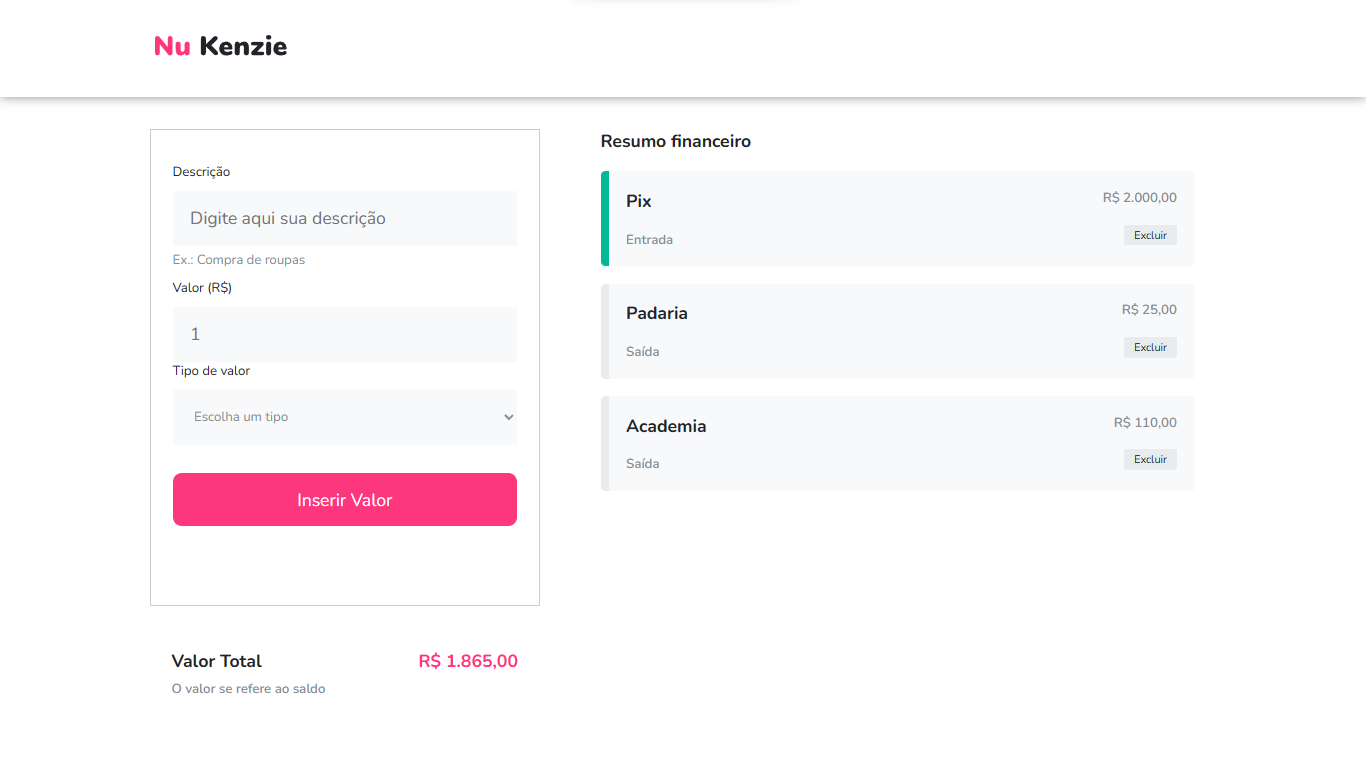 Nu Kenzie
Descrição
Digite aqui sua descrição
Ex.: Compra de roupas
Valor (R$)
1
Tipo de valor
Escolha um tipo
Inserir Valor
Valor Total
R$ 1.865,00
O valor se refere ao saldo
Resumo financeiro
Pix
R$ 2.000,00
Entrada
Excluir
Padaria
R$ 25,00
Saída
Excluir
Academia
R$ 110,00
Saída
Excluir